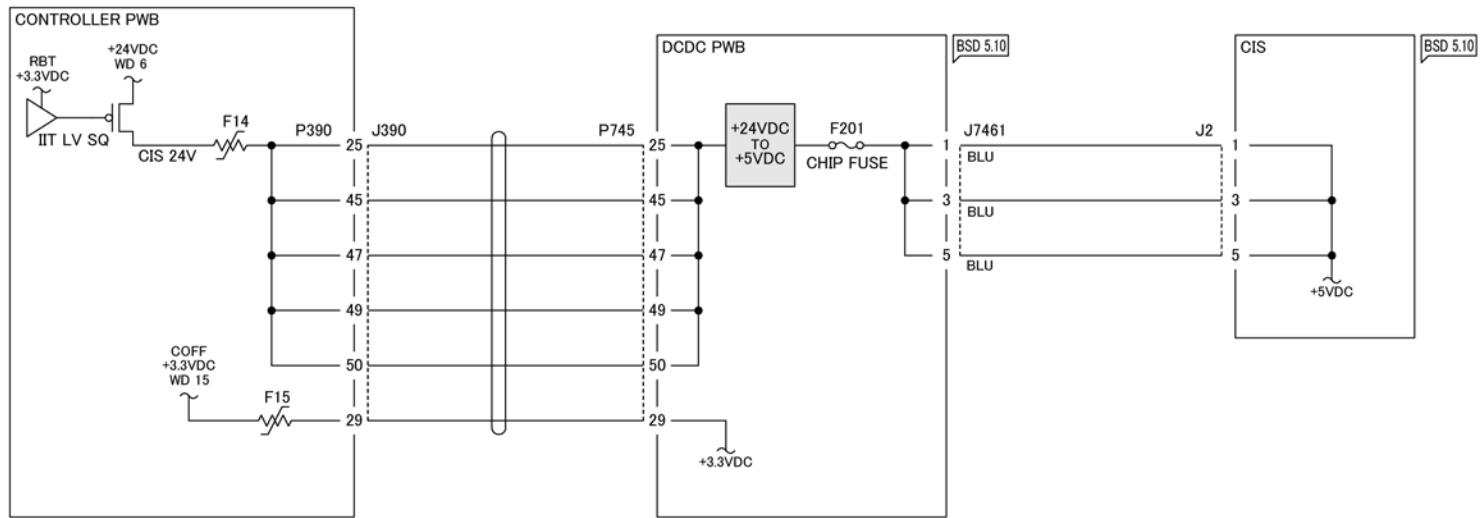 CONTROLLER PWB
DCDC PWB
BSD 5.10
CIS
BSD 5.10
+24VDC
WD 6
RBT
+3.3VDC
IIT LV SQ
CIS 24V
F14
P390
J390
P745
+24VDC
TO
+5VDC
F201
CHIP FUSE
J7461
J2
25
25
1
BLU
1
45
45
3
BLU
3
47
47
5
BLU
5
+5VDC
49
49
50
50
COFF
+3.3VDC
WD 15
F15
29
29
+3.3VDC